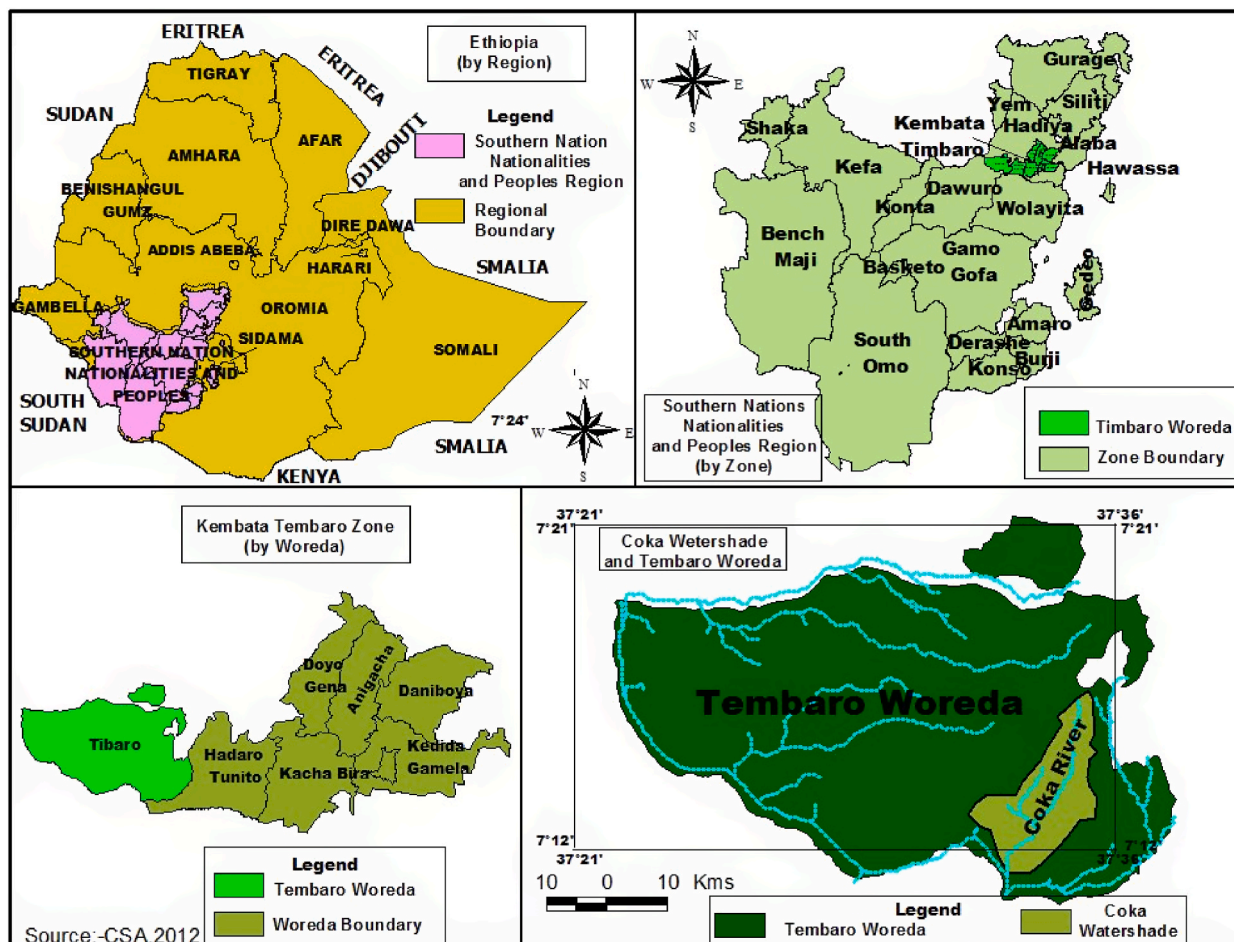 ERITREA
Ethiopia
(by Region)
TIGRAY
ERITREA
SUDAN
AFAR
AMHARA
DJIBOUTI
Legend
Southern Nation
Nationalities
and Peoples Region
Regional
Boundary
BENISHANGUL
GUMZ
DIRE DAWA
ADDIS ABEBA
HARARI
SMALIA
GAMBELLA
OROMIA
SIDAMA
SOUTHERN NATION
NATIONALITIES AND
PEOPLES
SOMALI
SOUTH
SUDAN
7°24'
N
W
E
S
SMALIA
KENYA
N
W
E
S
Gurage
Siliti
Yem
Hadiya
Shaka
Kembata
Timbaro
Alaba
Hawassa
Kefa
Dawuro
Konta
Wolayita
Bench
Maji
Gamo
Gofa
Basketo
Gedeo
Amaro
South
Omo
Derashe
Burji
Konso
Southern Nations
Nationalities
and Peoples Region
(by Zone)
Timbaro Woreda
Zone Boundary
Kembata Tembaro Zone
(by Woreda)
Doyo
Gena
Anigacha
Daniboya
Tibaro
Hadaro
Tunito
Kacha Bira
Kedida
Gamela
Legend
Tembaro Woreda
Woreda Boundary
Source:-CSA,2012
37°21'
7°21'
37°36'
7°21'
Coka Wetershade
and Tembaro Woreda
Tembaro Woreda
Coka River
7°12'
37°21'
7°12'
37°36'
10 0 10 Kms
Legend
Tembaro Woreda
Coka
Watershade